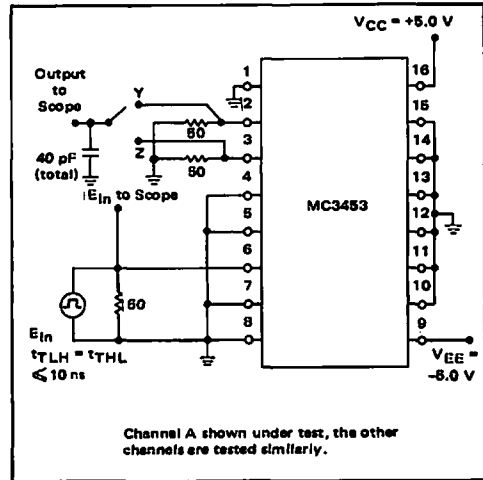 VCC = +5.0 V
Output
to
Scope
Y
Z
50
50
40 pF
(total)
Ein to Scope
1
2
3
4
5
6
7
8
16
15
14
13
12
11
10
9
MC3453
50
Ein
tTLH = tTHL
≤ 10 ns
VEE =
-5.0 V
Channel A shown under test, the other
channels are tested similarly.